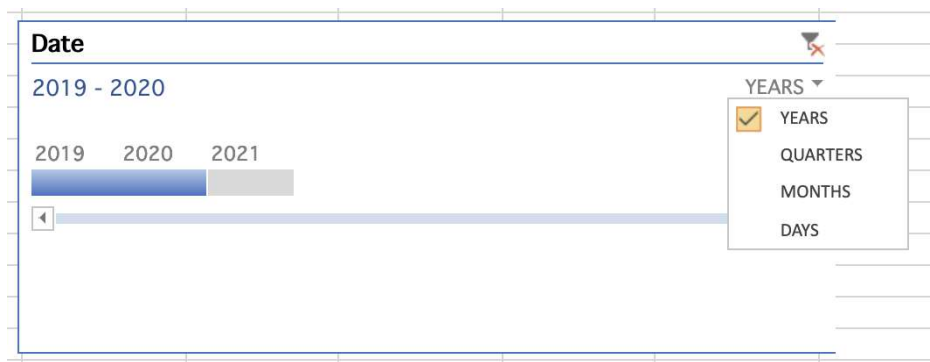 Date
2019 - 2020
YEARS
YEARS
QUARTERS
MONTHS
DAYS
2019 2020 2021